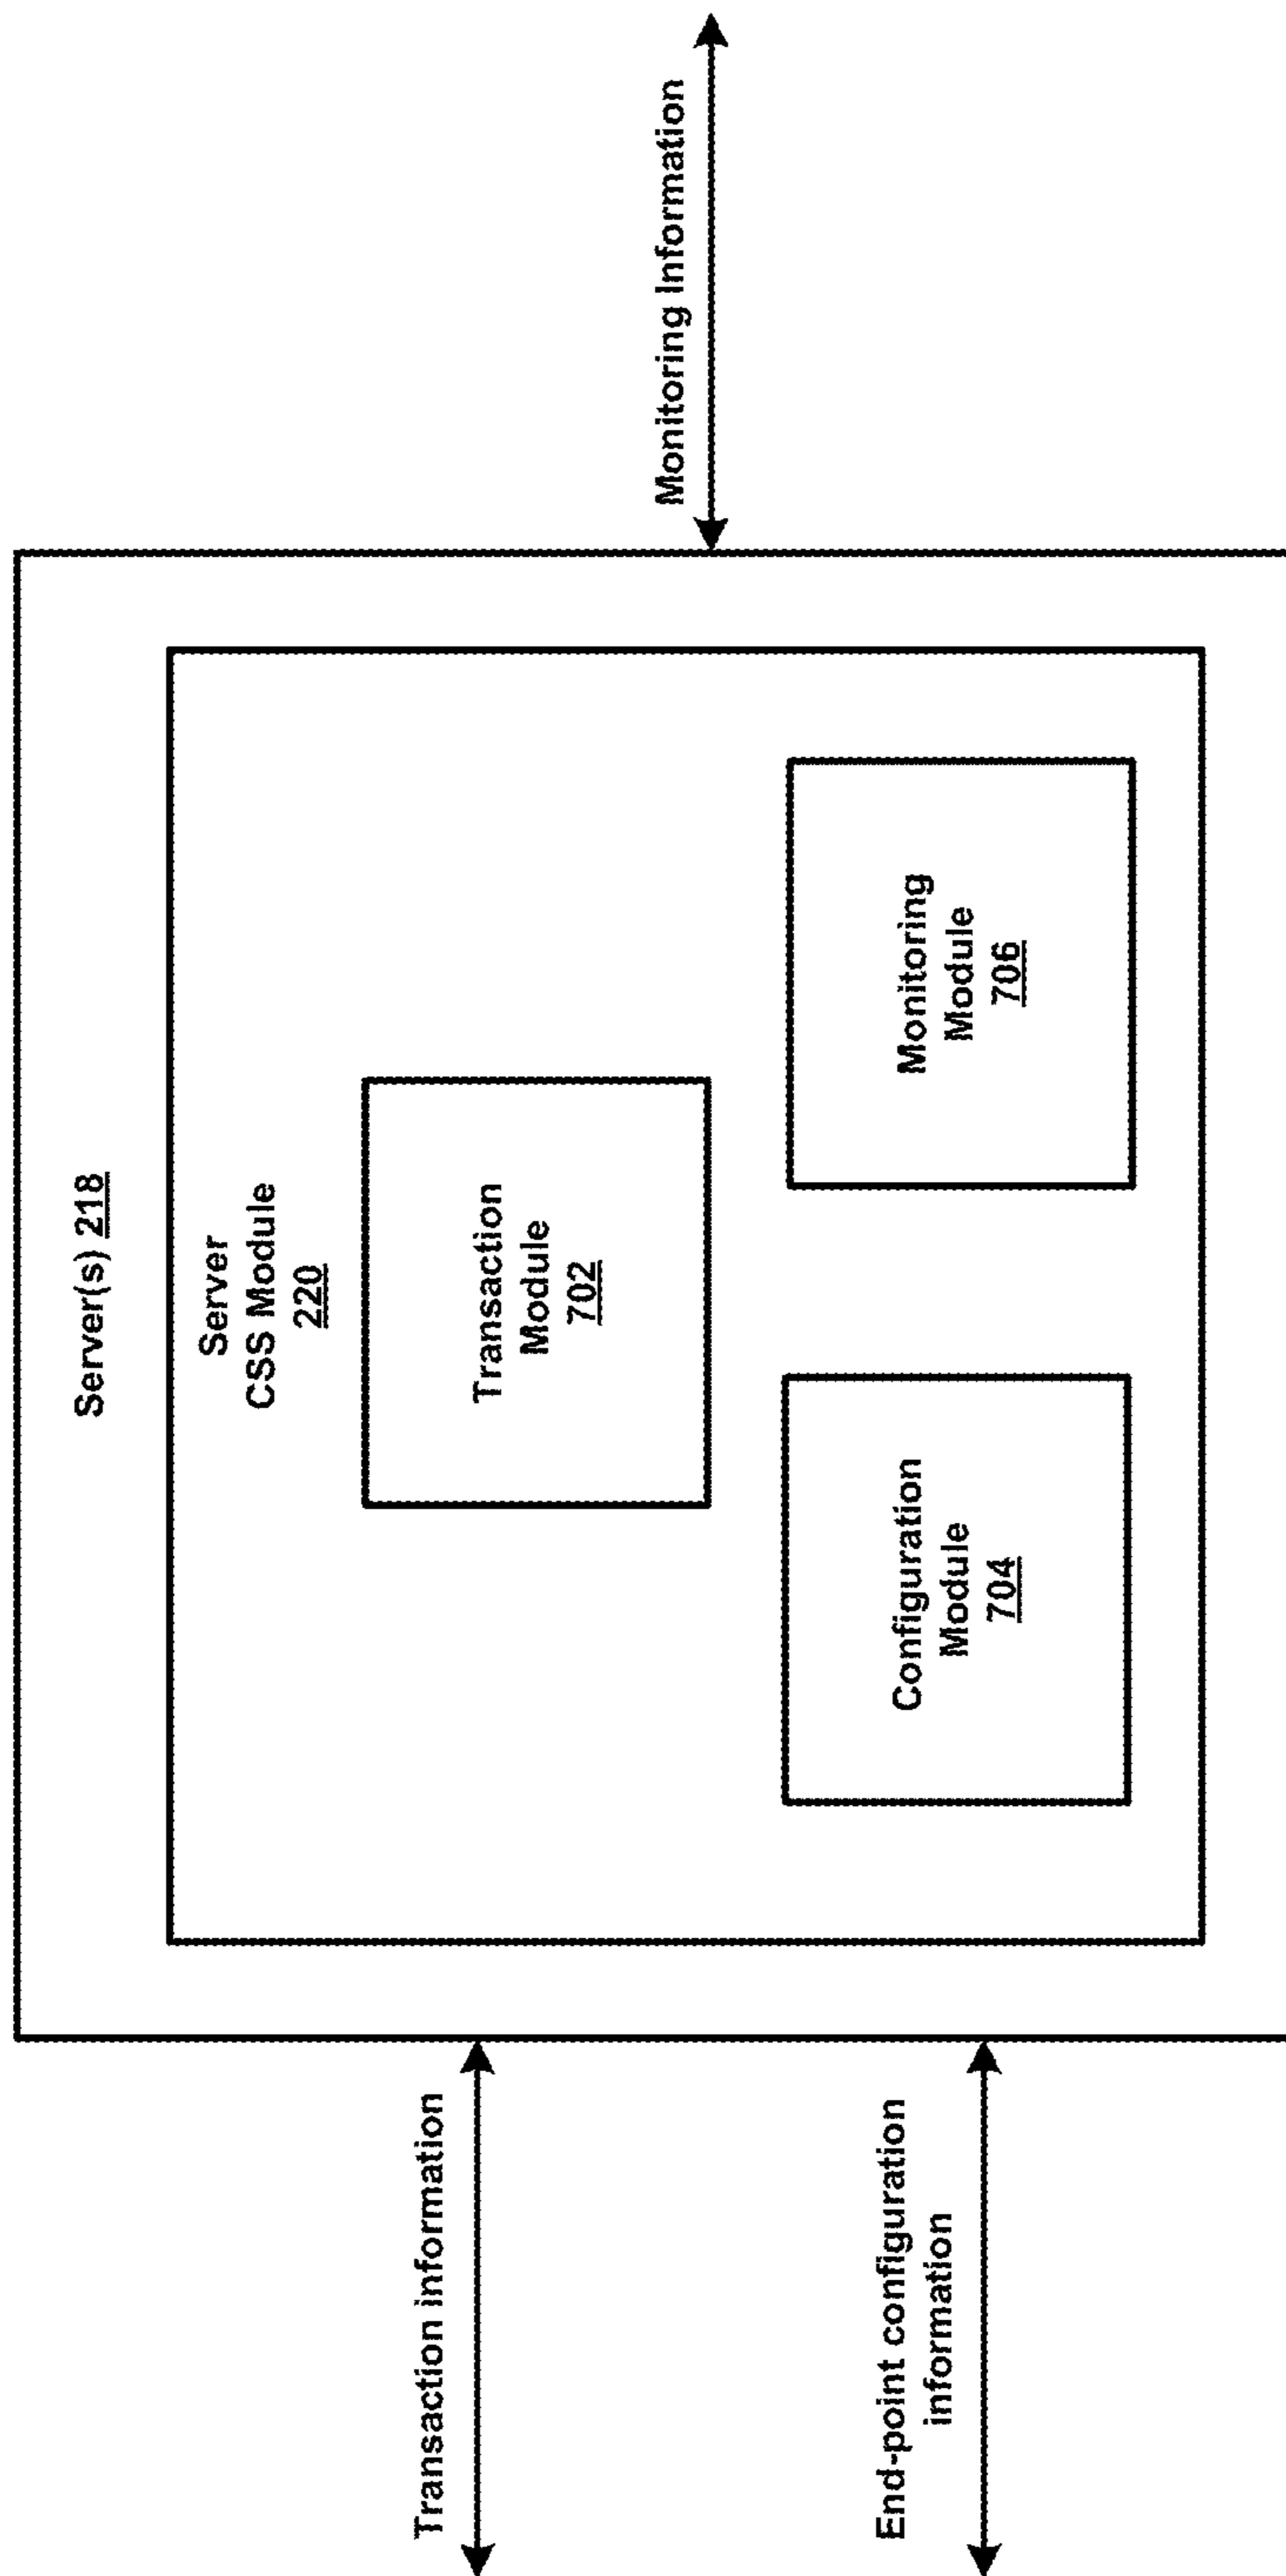 Server(s) 218
Server
CSS Module
220
Transaction
Module
702
Configuration
Module
704
Monitoring
Module
706
Transaction information
End-point configuration
information
Monitoring Information